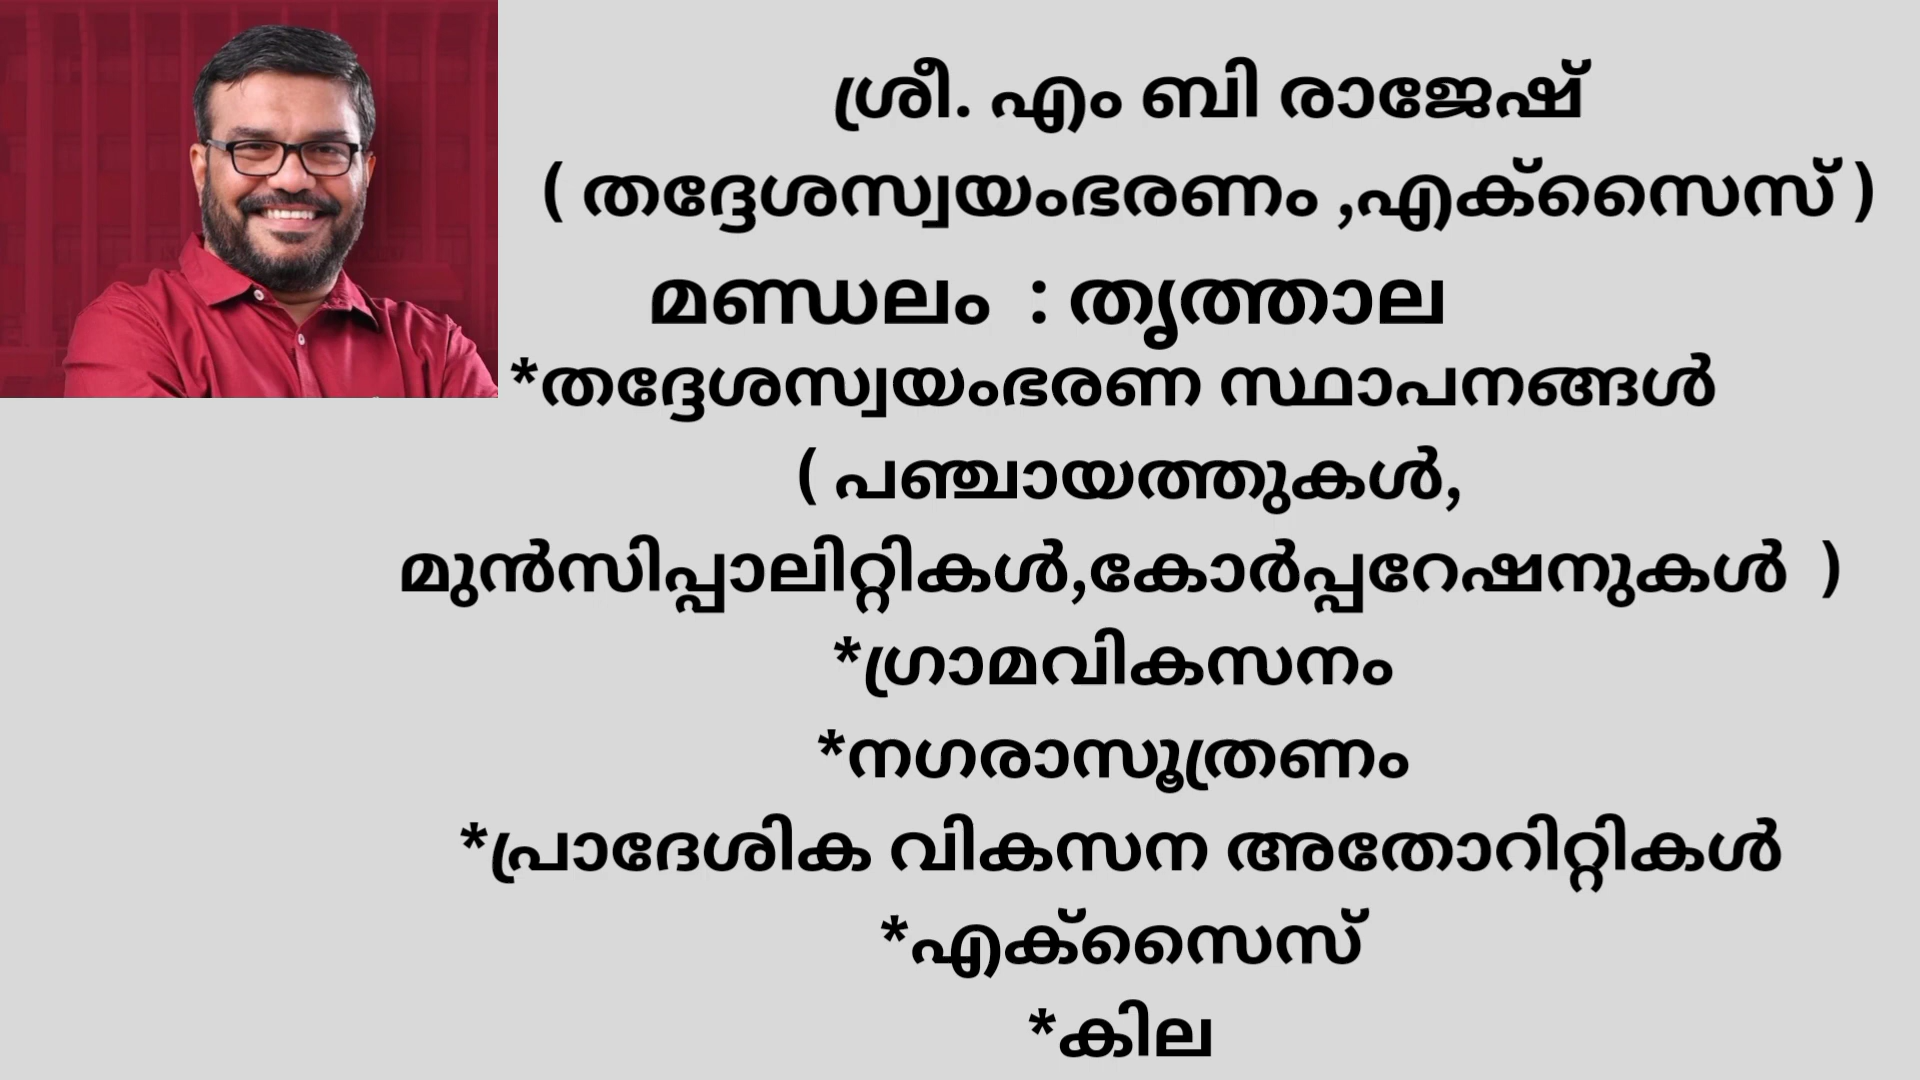 ശ്രീ. എം ബി രാജേഷ്
( തദ്ദേശസ്വയംഭരണം ,എക്സൈസ് )
മണ്ഡലം : തൃത്താല
*തദ്ദേശസ്വയംഭരണ സ്ഥാപനങ്ങൾ
( പഞ്ചായത്തുകൾ,
മുൻസിപ്പാലിറ്റികൾ,കോർപ്പറേഷനുകൾ )
*ഗ്രാമവികസനം
*നഗരാസൂത്രണം
*പ്രാദേശിക വികസന അതോറിറ്റികൾ
*എക്സൈസ്
*കില